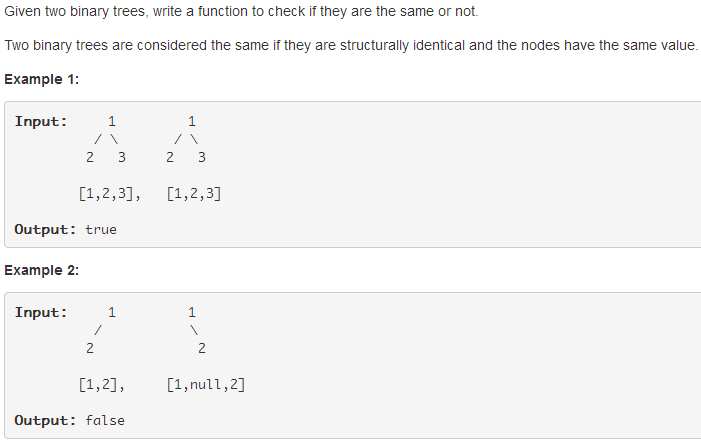 Given two binary trees, write a function to check if they are the same or not.
Two binary trees are considered the same if they are structurally identical and the nodes have the same value.
Example 1:
Input:     1         1
          / \       / \
         2   3     2   3
        [1,2,3],   [1,2,3]
Output: true
Example 2:
Input:     1         1
          /           \
         2             2
        [1,2],     [1,null,2]
Output: false